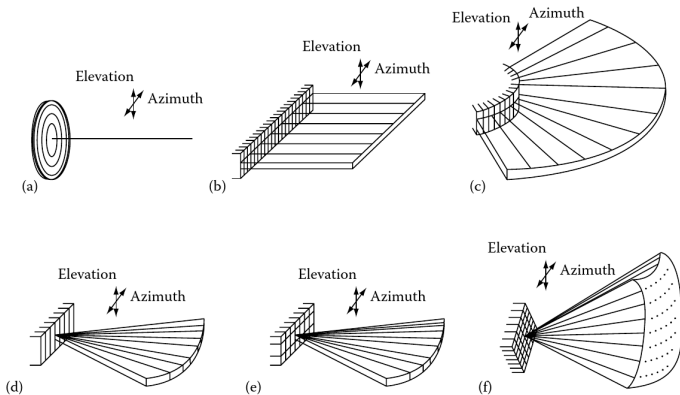 Elevation
Azimuth
(a)
Elevation
Azimuth
(b)
Elevation
Azimuth
(c)
Elevation
Azimuth
(d)
Elevation
Azimuth
(e)
Elevation
Azimuth
(f)